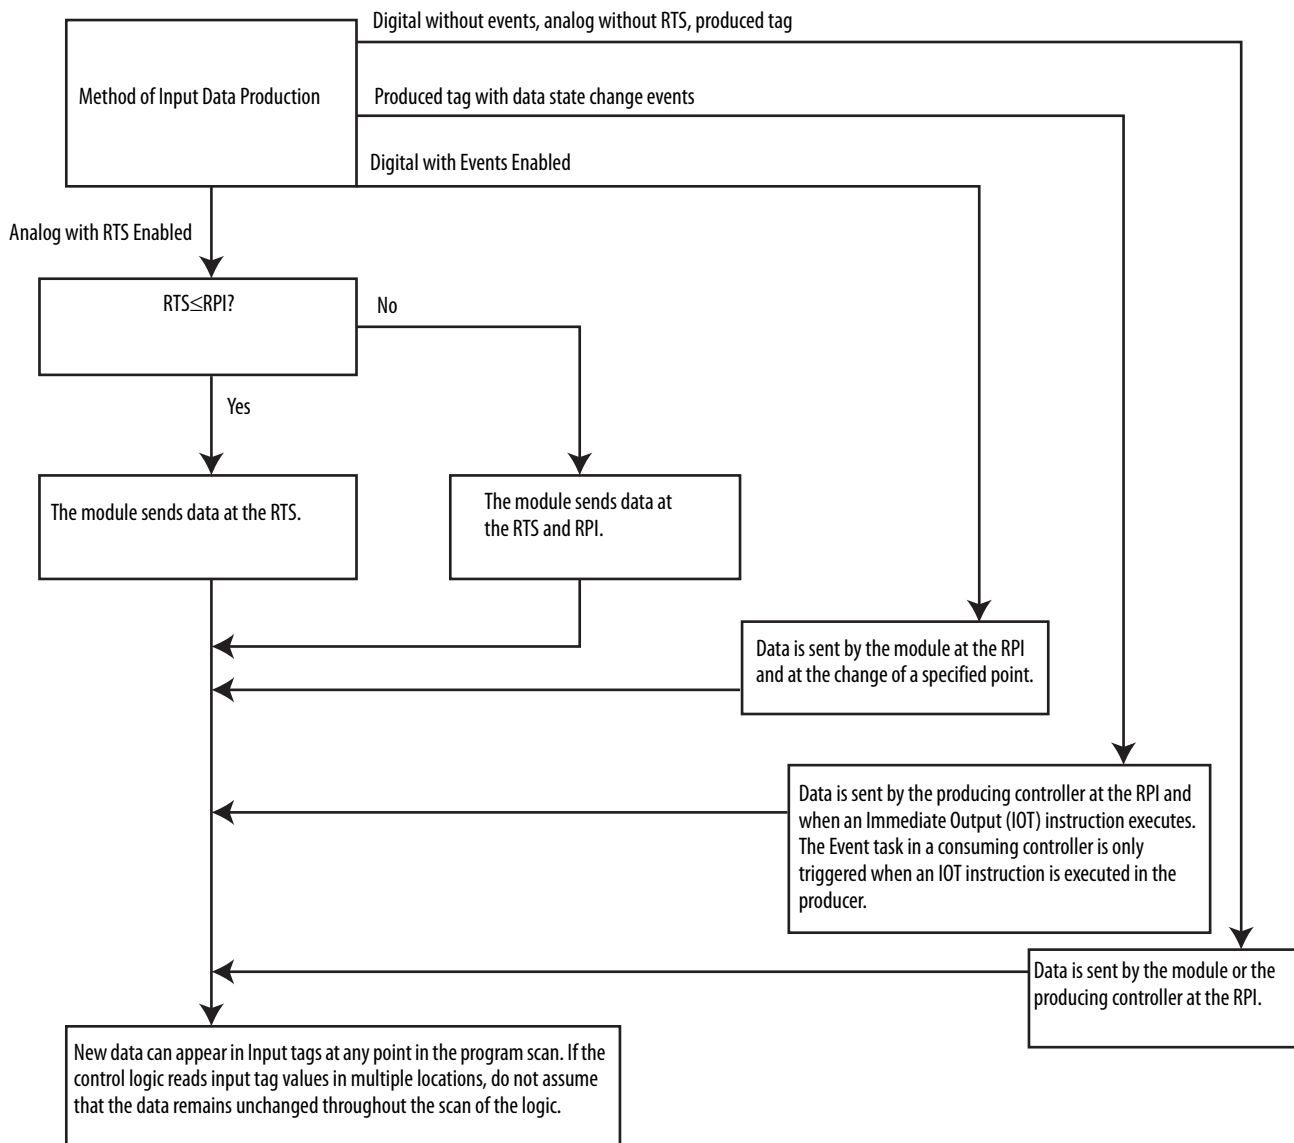 Digital without events, analog without RTS, produced tag
Method of Input Data Production
Produced tag with data state change events
Digital with Events Enabled
Analog with RTS Enabled
RTS≤RPI?
No
Yes
The module sends data at the RTS.
The module sends data at
the RTS and RPI.
Data is sent by the module at the RPI
and at the change of a specified point.
Data is sent by the producing controller at the RPI and
when an Immediate Output (IOT) instruction executes.
The Event task in a consuming controller is only
triggered when an IOT instruction is executed in the
producer.
Data is sent by the module or the
producing controller at the RPI.
New data can appear in Input tags at any point in the program scan. If the
control logic reads input tag values in multiple locations, do not assume
that the data remains unchanged throughout the scan of the logic.